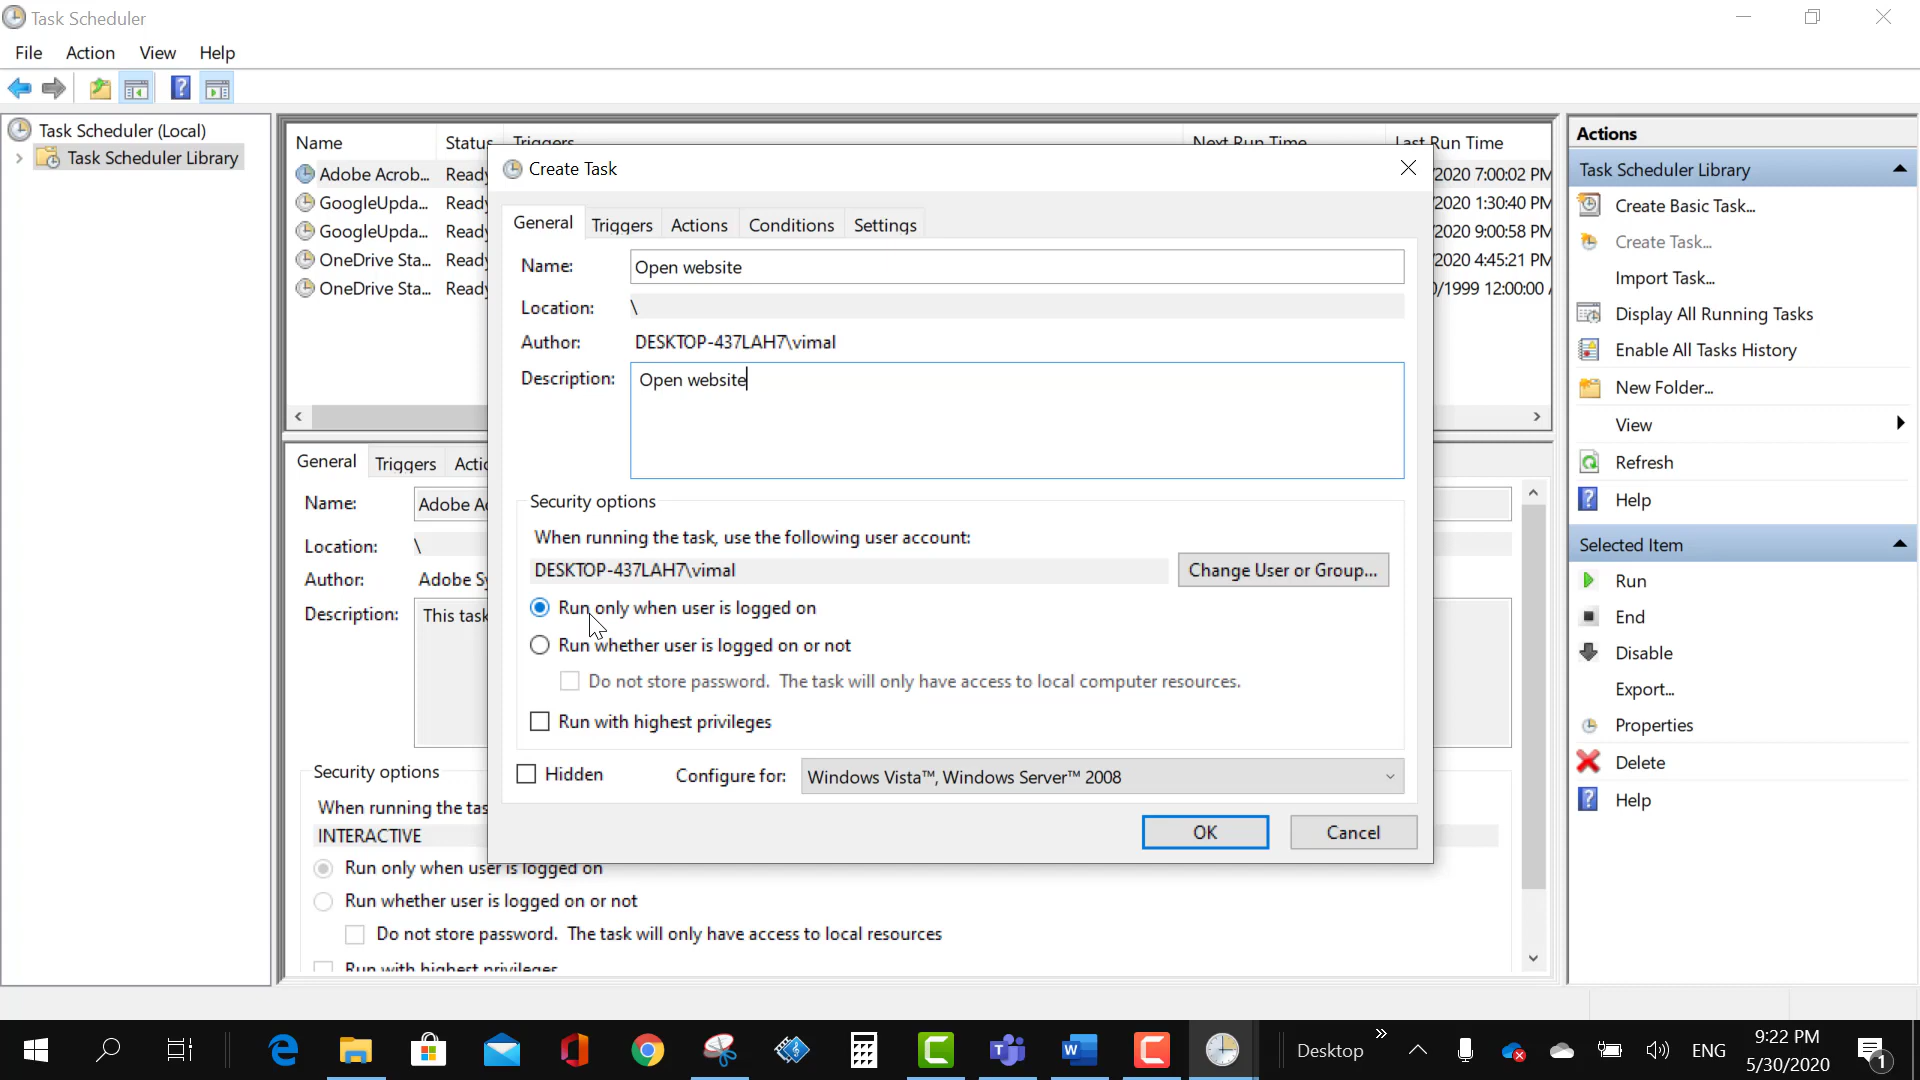 Task Scheduler
File Action View Help
Task Scheduler (Local)
Task Scheduler Library
Name Status Triggers Next Run Time Last Run Time
Adobe Acrob... Ready 2020 7:00:02 PM
GoogleUpda... Ready 2020 1:30:40 PM
GoogleUpda... Ready 2020 9:00:58 PM
OneDrive Sta... Ready 2020 4:45:21 PM
OneDrive Sta... Ready /1999 12:00:00
General Triggers Actic
Name: Adobe A
Location: \
Author: Adobe Sy
Description: This task
Security options
When running the tas
INTERACTIVE
Run only when user is logged on
Run whether user is logged on or not
Do not store password. The task will only have access to local resources
Run with highest privileges
Create Task
General Triggers Actions Conditions Settings
Name: Open website
Location: \
Author: DESKTOP-437LAH7\vimal
Description: Open website
Security options
When running the task, use the following user account:
DESKTOP-437LAH7\vimal Change User or Group...
Run only when user is logged on
Run whether user is logged on or not
Do not store password. The task will only have access to local computer resources.
Run with highest privileges
Hidden Configure for: Windows Vista™, Windows Server™ 2008
OK Cancel
Actions
Task Scheduler Library
Create Basic Task...
Create Task...
Import Task...
Display All Running Tasks
Enable All Tasks History
New Folder...
View
Refresh
Help
Selected Item
Run
End
Disable
Export...
Properties
Delete
Help
Desktop ENG 9:22 PM
5/30/2020
1